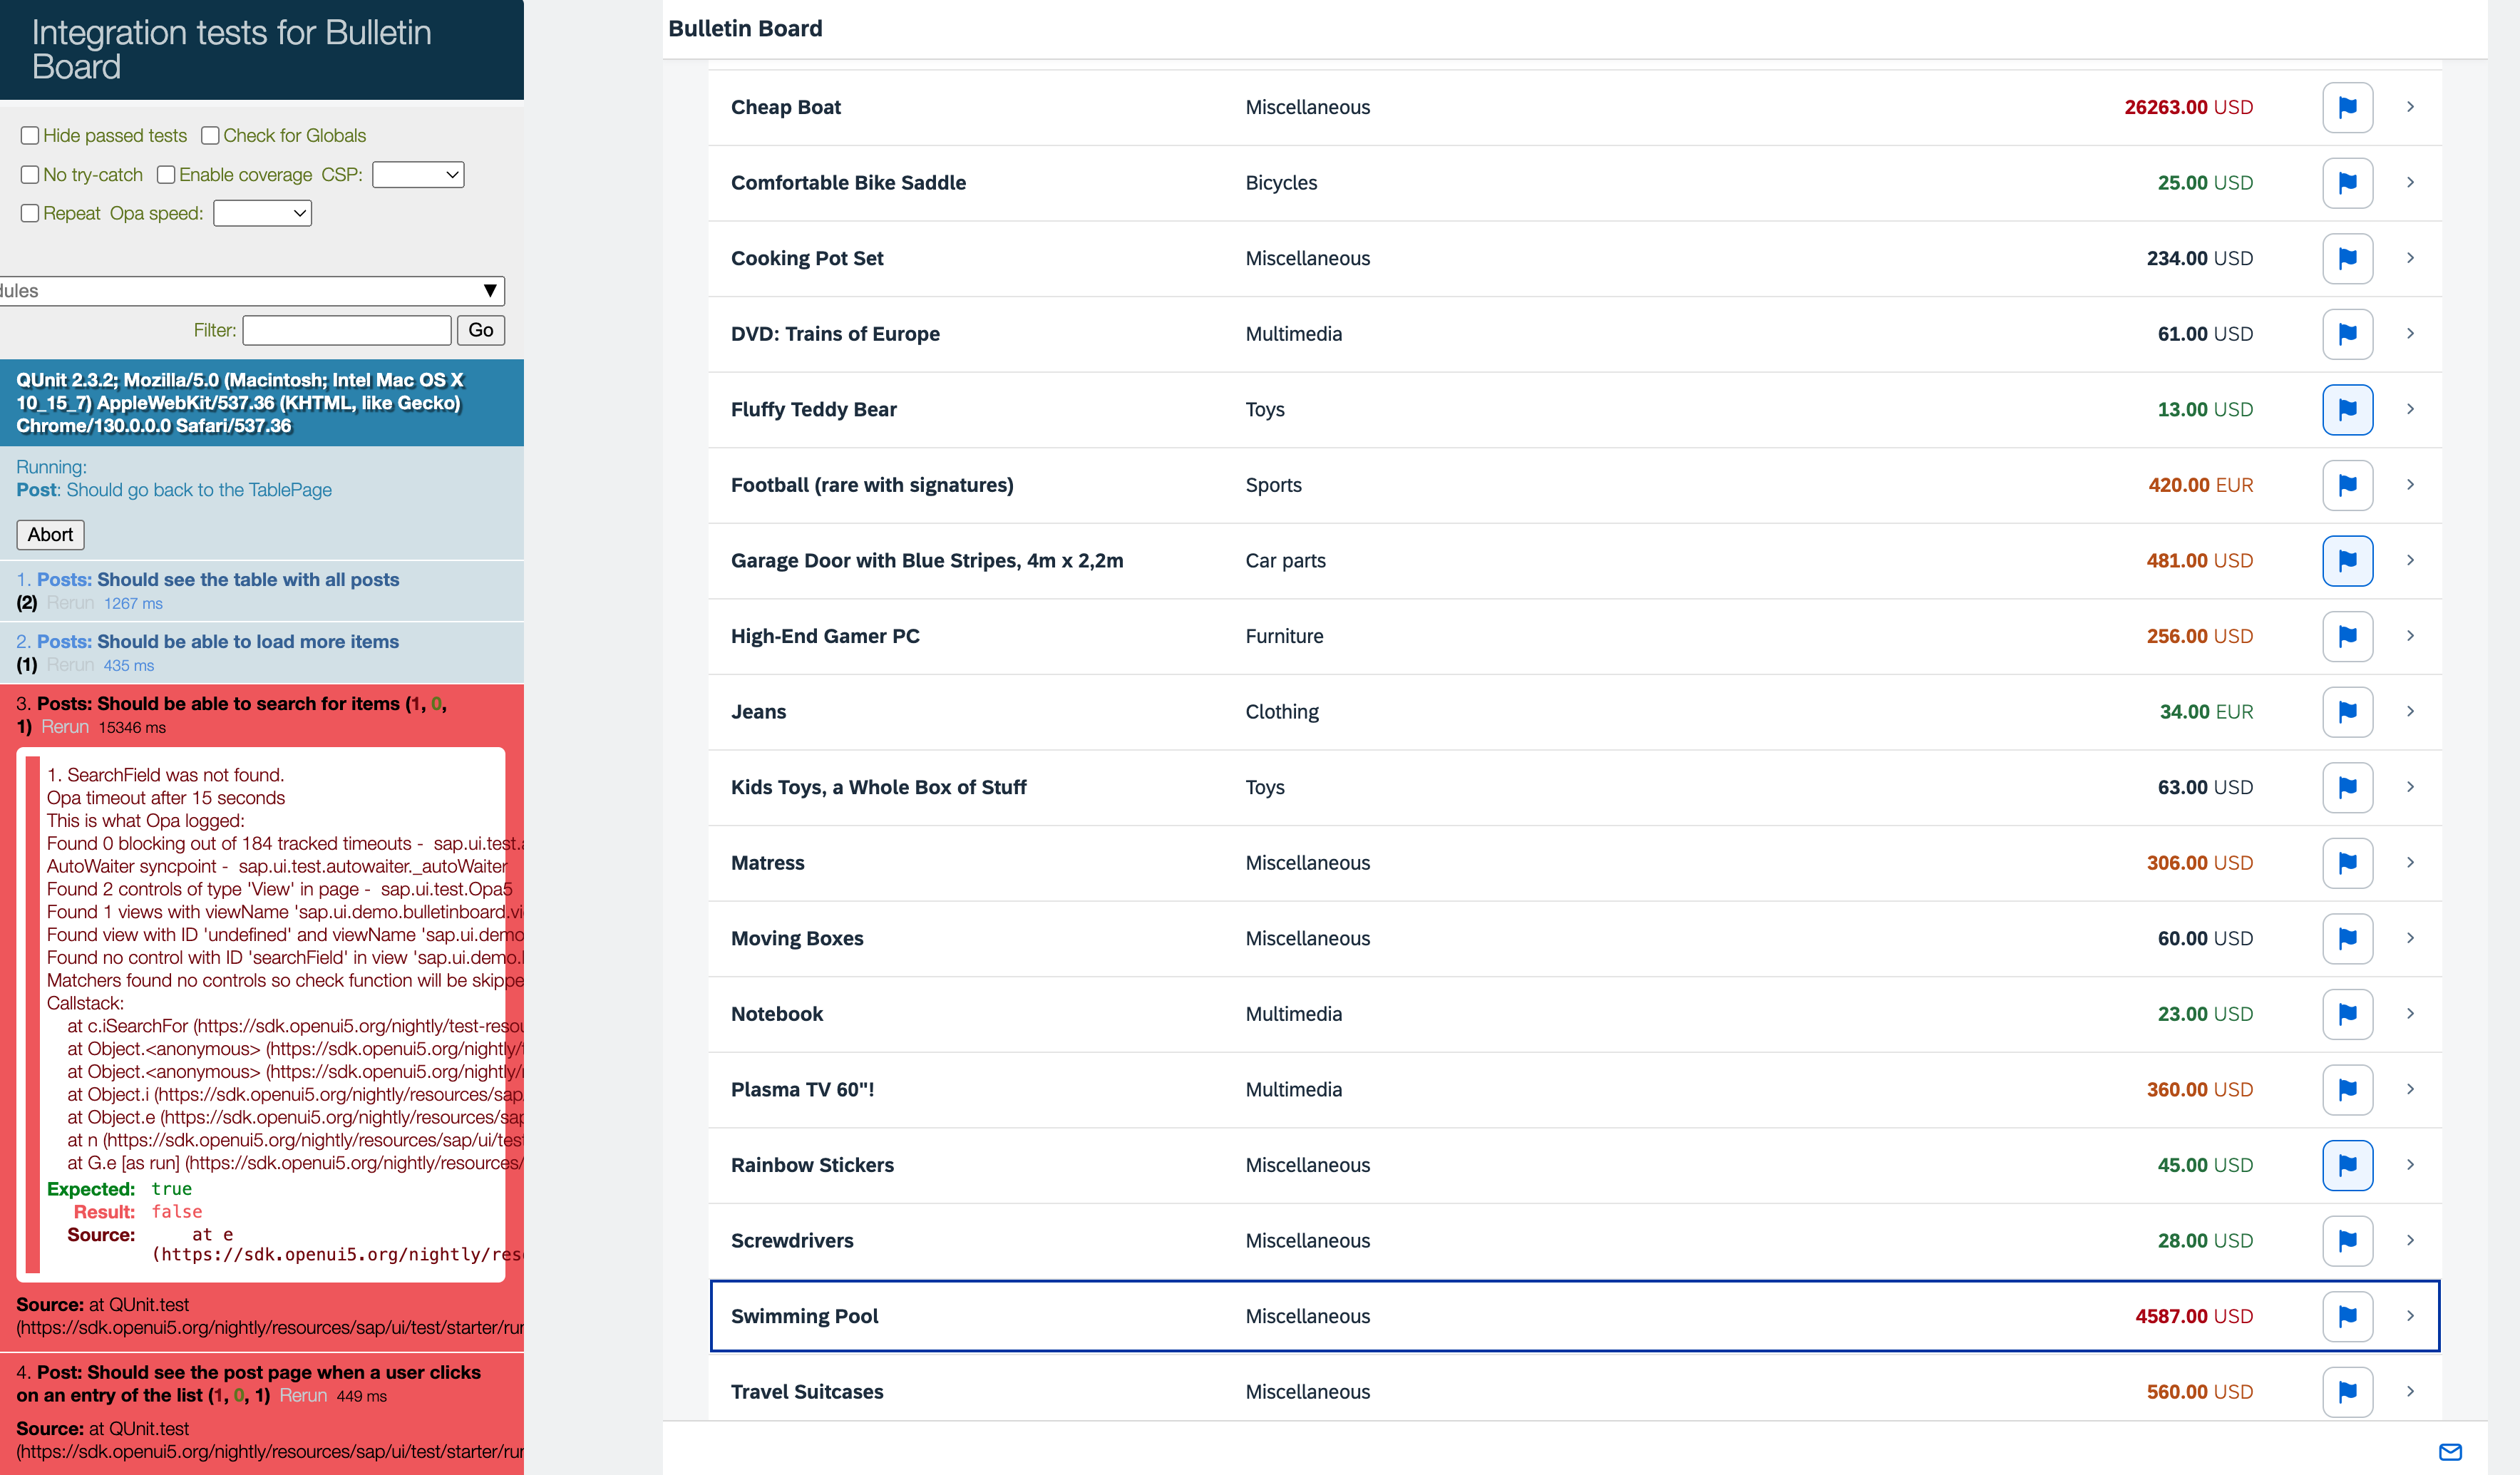 Integration tests for Bulletin
Board
Hide passed tests Check for Globals
No try-catch Enable coverage CSP:
Repeat Opa speed:
dules ▼
Filter: Go
QUnit 2.3.2; Mozilla/5.0 (Macintosh; Intel Mac OS X
10_15_7) AppleWebKit/537.36 (KHTML, like Gecko)
Chrome/130.0.0.0 Safari/537.36
Running:
Post: Should go back to the TablePage
Abort
1. Posts: Should see the table with all posts
(2) Rerun 1267 ms
2. Posts: Should be able to load more items
(1) Rerun 435 ms
3. Posts: Should be able to search for items (1, 0,
1) Rerun 15346 ms
1. SearchField was not found.
Opa timeout after 15 seconds
This is what Opa logged:
Found 0 blocking out of 184 tracked timeouts - sap.ui.test.a
AutoWaiter syncpoint - sap.ui.test.autowaiter._autoWaiter
Found 2 controls of type 'View' in page - sap.ui.test.Opa5
Found 1 views with viewName 'sap.ui.demo.bulletinboard.vi
Found view with ID 'undefined' and viewName 'sap.ui.demo
Found no control with ID 'searchField' in view 'sap.ui.demo.
Matchers found no controls so check function will be skippe
Callstack:
at c.iSearchFor (https://sdk.openui5.org/nightly/test-resou
at Object.<anonymous> (https://sdk.openui5.org/nightly/
at Object.<anonymous> (https://sdk.openui5.org/nightly/
at Object.i (https://sdk.openui5.org/nightly/resources/sap
at Object.e (https://sdk.openui5.org/nightly/resources/sap
at n (https://sdk.openui5.org/nightly/resources/sap/ui/test
at G.e [as run] (https://sdk.openui5.org/nightly/resources/
Expected: true
Result: false
Source: at e
(https://sdk.openui5.org/nightly/res
Source: at QUnit.test
(https://sdk.openui5.org/nightly/resources/sap/ui/test/starter/rur
4. Post: Should see the post page when a user clicks
on an entry of the list (1, 0, 1) Rerun 449 ms
Source: at QUnit.test
(https://sdk.openui5.org/nightly/resources/sap/ui/test/starter/rur
Bulletin Board
Cheap Boat Miscellaneous 26263.00 USD
Comfortable Bike Saddle Bicycles 25.00 USD
Cooking Pot Set Miscellaneous 234.00 USD
DVD: Trains of Europe Multimedia 61.00 USD
Fluffy Teddy Bear Toys 13.00 USD
Football (rare with signatures) Sports 420.00 EUR
Garage Door with Blue Stripes, 4m x 2,2m Car parts 481.00 USD
High-End Gamer PC Furniture 256.00 USD
Jeans Clothing 34.00 EUR
Kids Toys, a Whole Box of Stuff Toys 63.00 USD
Matress Miscellaneous 306.00 USD
Moving Boxes Miscellaneous 60.00 USD
Notebook Multimedia 23.00 USD
Plasma TV 60"! Multimedia 360.00 USD
Rainbow Stickers Miscellaneous 45.00 USD
Screwdrivers Miscellaneous 28.00 USD
Swimming Pool Miscellaneous 4587.00 USD
Travel Suitcases Miscellaneous 560.00 USD